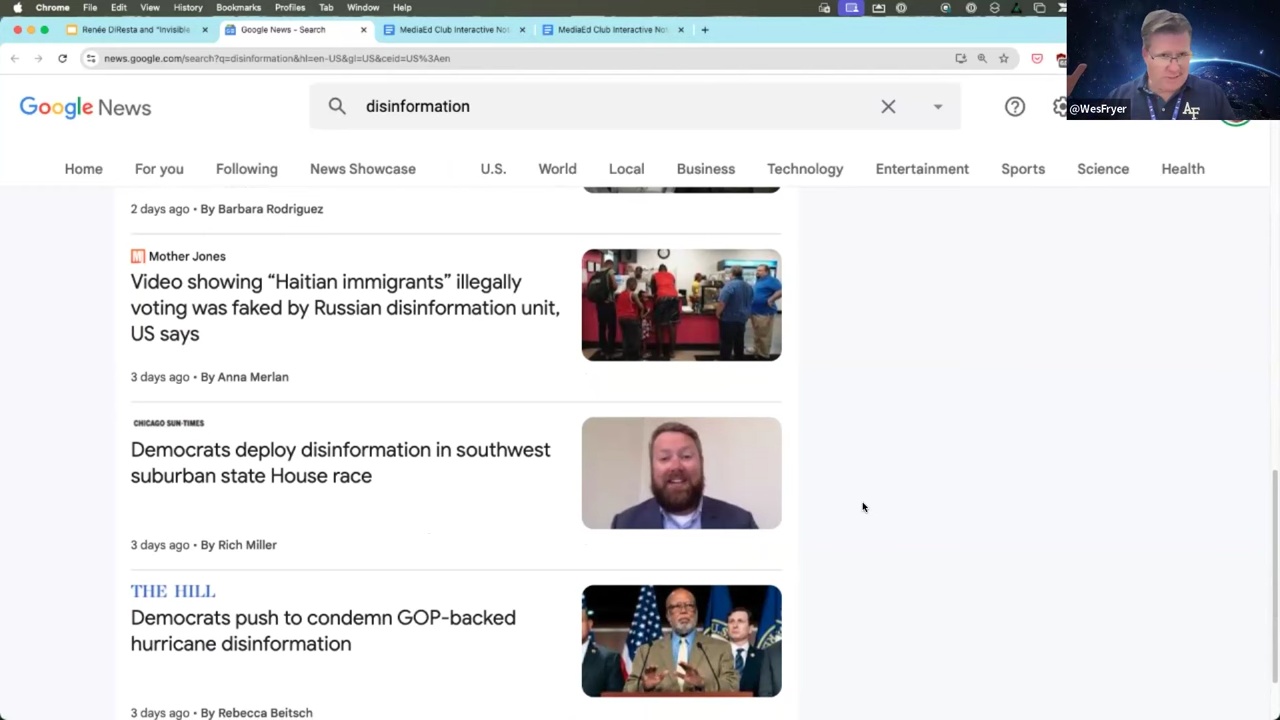 Chrome File Edit View History Bookmarks Profiles Tab Window Help
Renée DiResta and "Invisible
Google News - Search
MediaEd Club Interactive Not
MediaEd Club Interactive Not
news.google.com/search?q=disinformation&hl=en-US&gl=US&ceid=US%3Aen
@WesFryer
AF
Google News
disinformation
Home For you Following News Showcase U.S. World Local Business Technology Entertainment Sports Science Health
2 days ago • By Barbara Rodriguez
Mother Jones
Video showing “Haitian immigrants” illegally
voting was faked by Russian disinformation unit,
US says
3 days ago • By Anna Merlan
CHICAGO SUN-TIMES
Democrats deploy disinformation in southwest
suburban state House race
3 days ago • By Rich Miller
THE HILL
Democrats push to condemn GOP-backed
hurricane disinformation
3 days ago • By Rebecca Beitsch